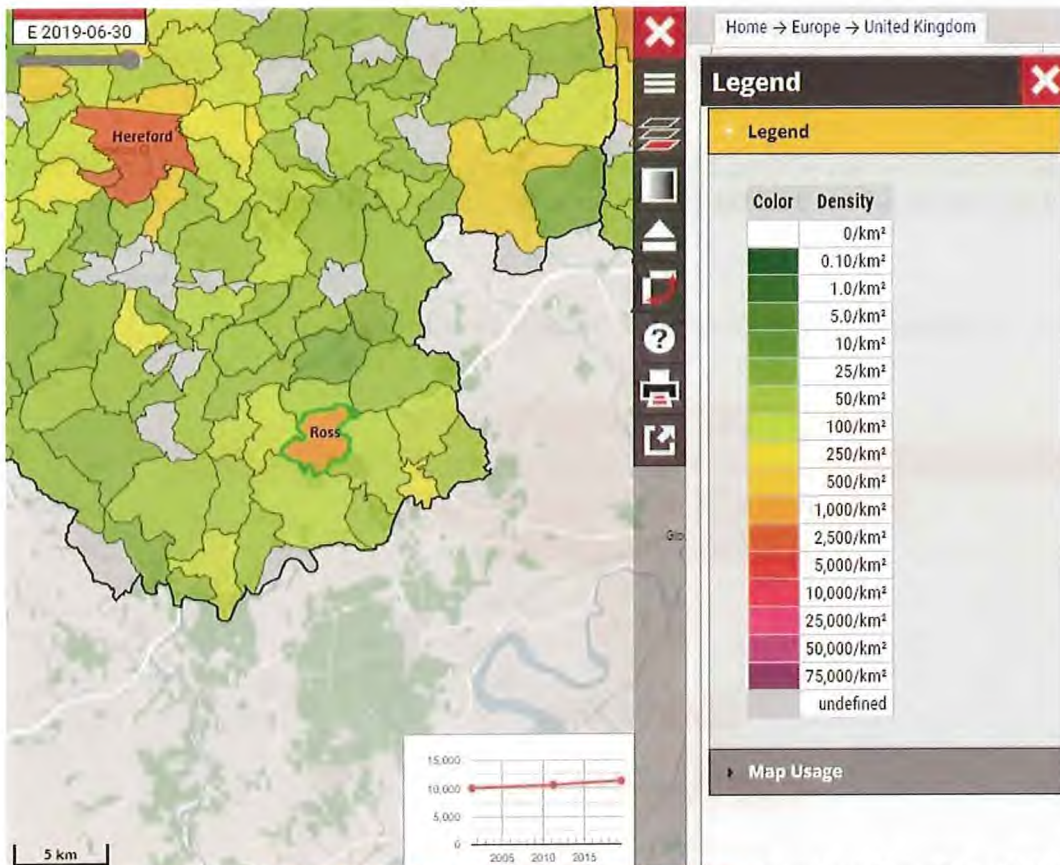 E 2019-06-30
Hereford
Ross
Glo
5 km
15,000
10,000
5,000
0
2005 2010 2015
?
Home → Europe → United Kingdom
Legend
Legend
Color Density
0/km²
0.10/km²
1.0/km²
5.0/km²
10/km²
25/km²
50/km²
100/km²
250/km²
500/km²
1,000/km²
2,500/km²
5,000/km²
10,000/km²
25,000/km²
50,000/km²
75,000/km²
undefined
Map Usage